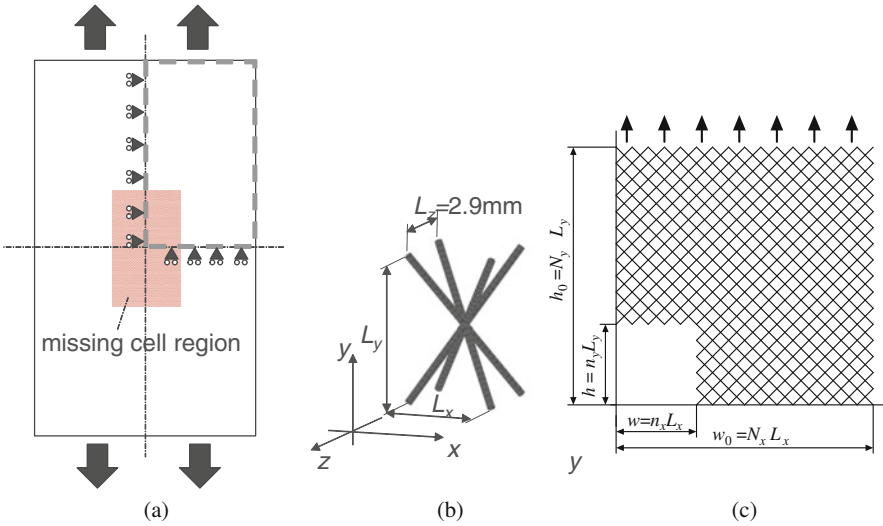 missing cell region
(a)
L_z=2.9mm
L_y
L_x
y
x
z
(b)
h_0 =N_y L_y
h = n_y L_y
w=n_x L_x
w_0 =N_x L_x
y
(c)